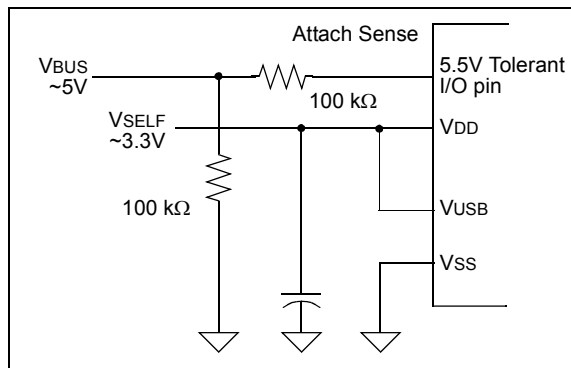 Attach Sense
VBUS
~5V
5.5V Tolerant
I/O pin
100 kΩ
VSELF
~3.3V
VDD
100 kΩ
VUSB
VSS